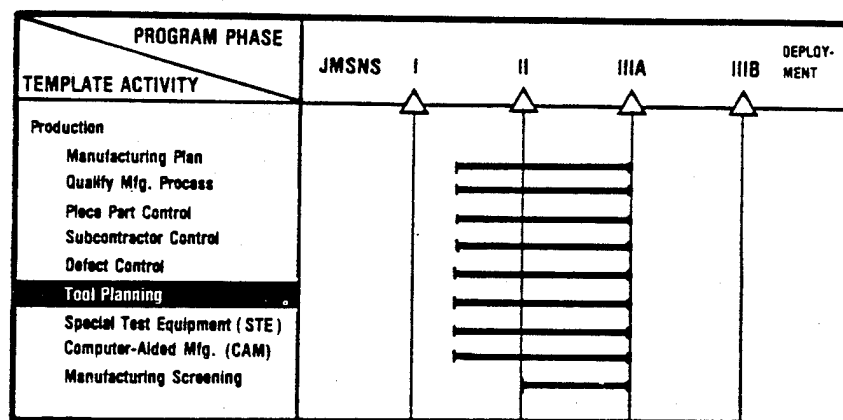 PROGRAM PHASE
TEMPLATE ACTIVITY
JMSNS I II IIIA IIIB DEPLOY-
MENT
Production
Manufacturing Plan
Qualify Mfg. Process
Piece Part Control
Subcontractor Control
Defect Control
Tool Planning
Special Test Equipment (STE)
Computer-Aided Mfg. (CAM)
Manufacturing Screening